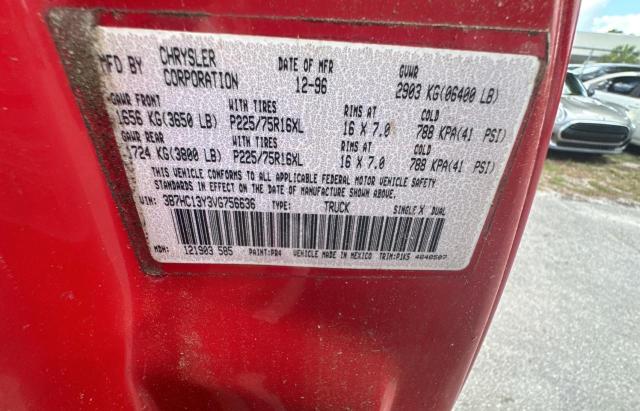 MFD BY CHRYSLER CORPORATION DATE OF MFR 12-96 GVWR 2903 KG(06400 LB)
GAWR FRONT WITH TIRES RIMS AT COLD
1656 KG(3650 LB) P225/75R16XL 16 X 7.0 788 KPA(41 PSI)
GAWR REAR WITH TIRES RIMS AT COLD
1724 KG(3800 LB) P225/75R16XL 16 X 7.0 788 KPA(41 PSI)
THIS VEHICLE CONFORMS TO ALL APPLICABLE FEDERAL MOTOR VEHICLE SAFETY
STANDARDS IN EFFECT ON THE DATE OF MANUFACTURE SHOWN ABOVE.
VIN: 3B7HC13Y3VG756636 TYPE: TRUCK SINGLE X DUAL
MDH: 121903 505 PAINT:PR4 VEHICLE MADE IN MEXICO TRIM:P1K5 4648507